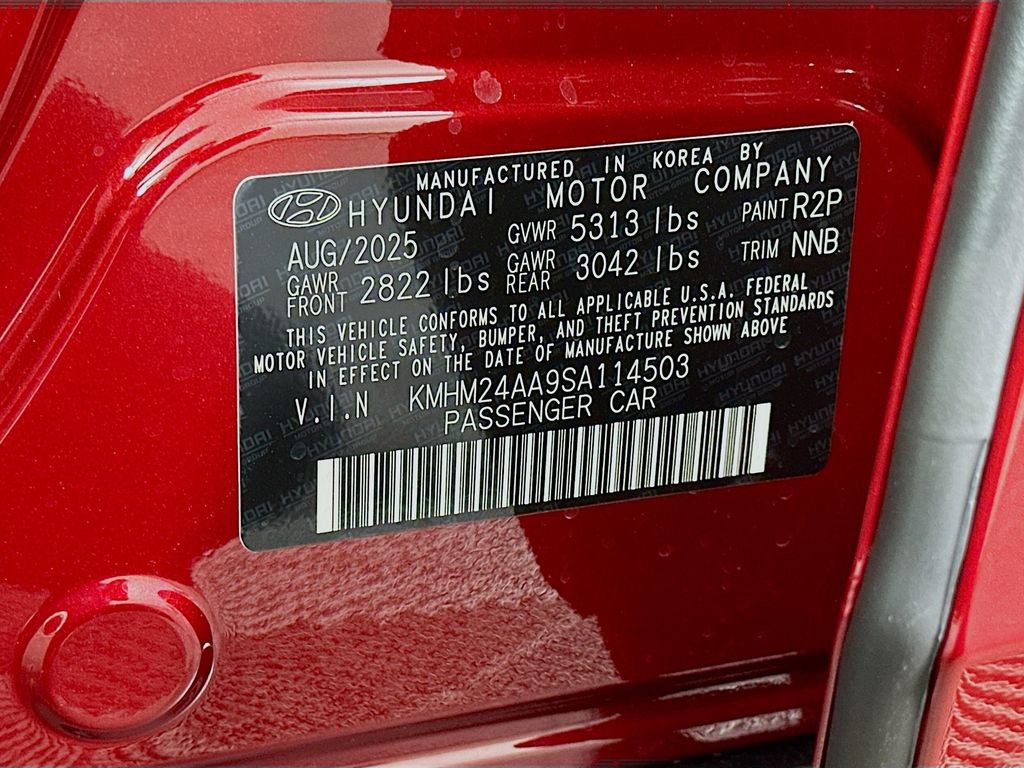 MANUFACTURED IN KOREA BY
HYUNDAI MOTOR COMPANY
AUG/2025 GVWR 5313 lbs PAINT R2P
GAWR FRONT 2822 lbs GAWR REAR 3042 lbs TRIM NNB
THIS VEHICLE CONFORMS TO ALL APPLICABLE U.S.A. FEDERAL
MOTOR VEHICLE SAFETY, BUMPER, AND THEFT PREVENTION STANDARDS
IN EFFECT ON THE DATE OF MANUFACTURE SHOWN ABOVE
V.I.N KMHM24AA9SA114503
PASSENGER CAR